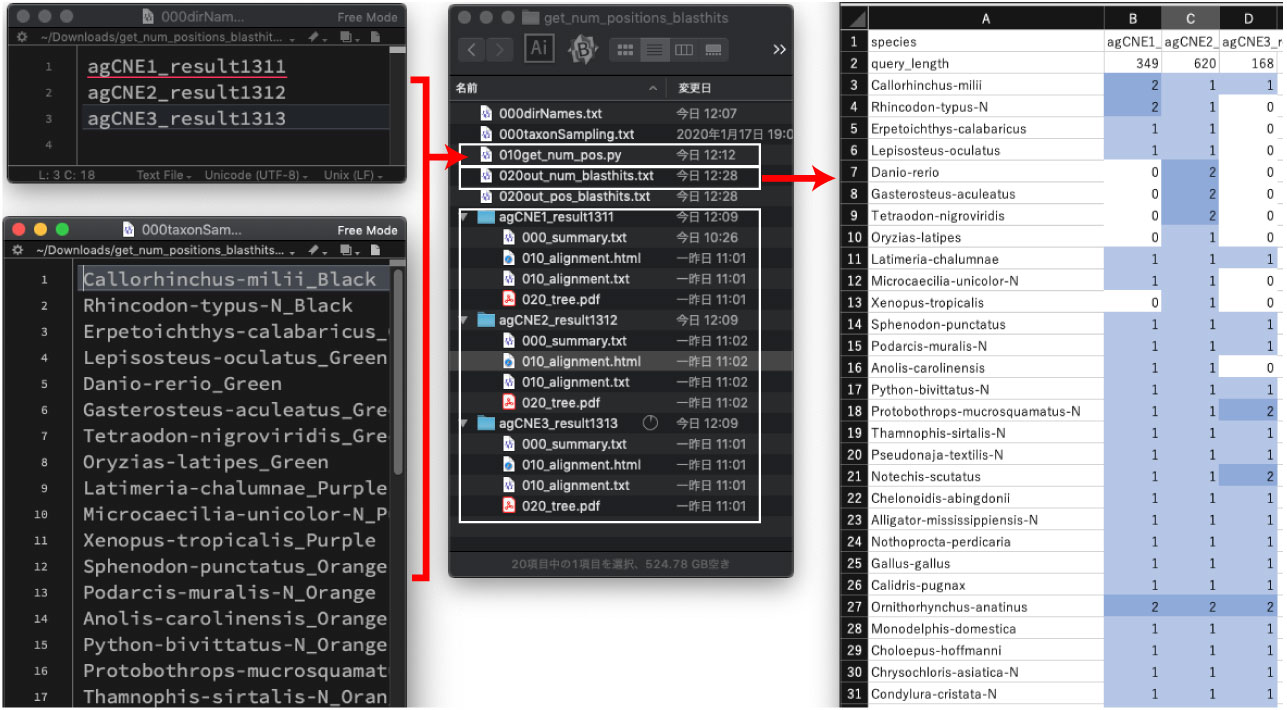 000dirNam...
Free Mode
~/Downloads/get_num_positions_blasthit...
1 agCNE1_result1311
2 agCNE2_result1312
3 agCNE3_result1313
4
L: 3 C: 18 Text File Unicode (UTF-8) Unix (LF)
000taxonSam...
Free Mode
~/Downloads/get_num_positions_blasthits...
1 Callorhinchus-milii_Black
2 Rhincodon-typus-N_Black
3 Erpetoichthys-calabaricus_
4 Lepisosteus-oculatus_Green
5 Danio-rerio_Green
6 Gasterosteus-aculeatus_Gre
7 Tetraodon-nigroviridis_Gre
8 Oryzias-latipes_Green
9 Latimeria-chalumnae_Purple
10 Microcaecilia-unicolor-N_P
11 Xenopus-tropicalis_Purple
12 Sphenodon-punctatus_Orange
13 Podarcis-muralis-N_Orange
14 Anolis-carolinensis_Orange
15 Python-bivittatus-N_Orange
16 Protobothrops-mucrosquamat
17 Thamnophis-sirtalis-N_Oran
get_num_positions_blasthits
Ai
B
»
名前 変更日
000dirNames.txt 今日 12:07
000taxonSampling.txt 2020年1月17日 19:0
010get_num_pos.py 今日 12:12
020out_num_blasthits.txt 今日 12:28
020out_pos_blasthits.txt 今日 12:28
agCNE1_result1311 今日 12:09
000_summary.txt 今日 10:26
010_alignment.html 一昨日 11:01
010_alignment.txt 一昨日 11:01
020_tree.pdf 一昨日 11:01
agCNE2_result1312 今日 12:09
000_summary.txt 一昨日 11:02
010_alignment.html 一昨日 11:02
010_alignment.txt 一昨日 11:02
020_tree.pdf 一昨日 11:02
agCNE3_result1313 今日 12:09
000_summary.txt 一昨日 11:01
010_alignment.html 一昨日 11:01
010_alignment.txt 一昨日 11:01
020_tree.pdf 一昨日 11:01
20項目中の1項目を選択、524.78 GB空き
A B C D
1 species agCNE1_ agCNE2_ agCNE3_r
2 query_length 349 620 168
3 Callorhinchus-milii 2 1 1
4 Rhincodon-typus-N 2 1 0
5 Erpetoichthys-calabaricus 1 1 0
6 Lepisosteus-oculatus 1 1 0
7 Danio-rerio 0 2 0
8 Gasterosteus-aculeatus 0 2 0
9 Tetraodon-nigroviridis 0 2 0
10 Oryzias-latipes 0 1 0
11 Latimeria-chalumnae 1 1 1
12 Microcaecilia-unicolor-N 1 1 0
13 Xenopus-tropicalis 0 1 0
14 Sphenodon-punctatus 1 1 1
15 Podarcis-muralis-N 1 1 1
16 Anolis-carolinensis 1 1 0
17 Python-bivittatus-N 1 1 1
18 Protobothrops-mucrosquamatus-N 1 1 2
19 Thamnophis-sirtalis-N 1 1 1
20 Pseudonaja-textilis-N 1 1 1
21 Notechis-scutatus 1 1 2
22 Chelonoidis-abingdonii 1 1 1
23 Alligator-mississippiensis-N 1 1 1
24 Nothoprocta-perdicaria 1 1 1
25 Gallus-gallus 1 1 1
26 Calidris-pugnax 1 1 1
27 Ornithorhynchus-anatinus 2 2 2
28 Monodelphis-domestica 1 1 1
29 Choloepus-hoffmanni 1 1 1
30 Chrysochloris-asiatica-N 1 1 1
31 Condylura-cristata-N 1 1 1